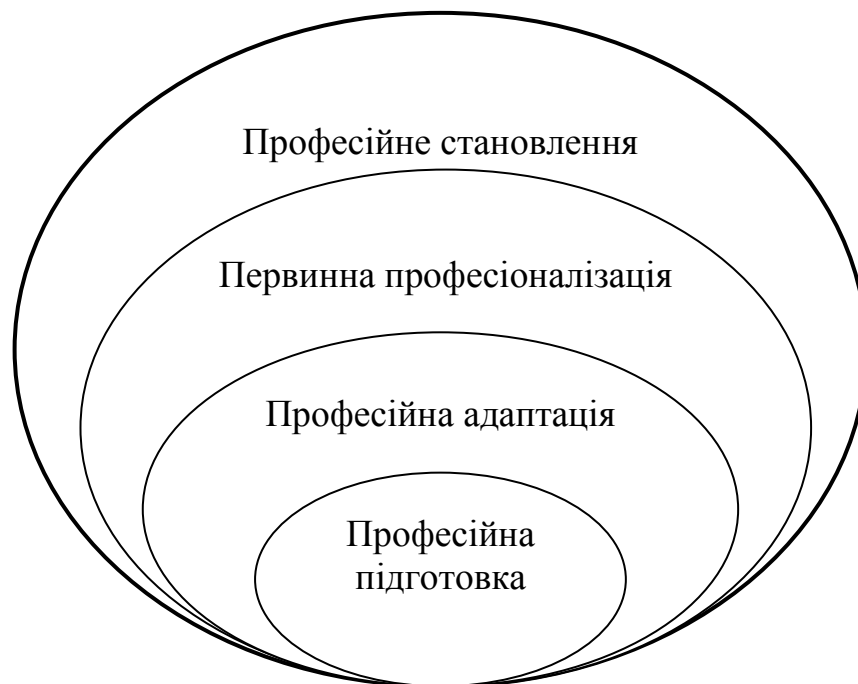 Професійне становлення
Первинна професіоналізація
Професійна адаптація
Професійна
підготовка